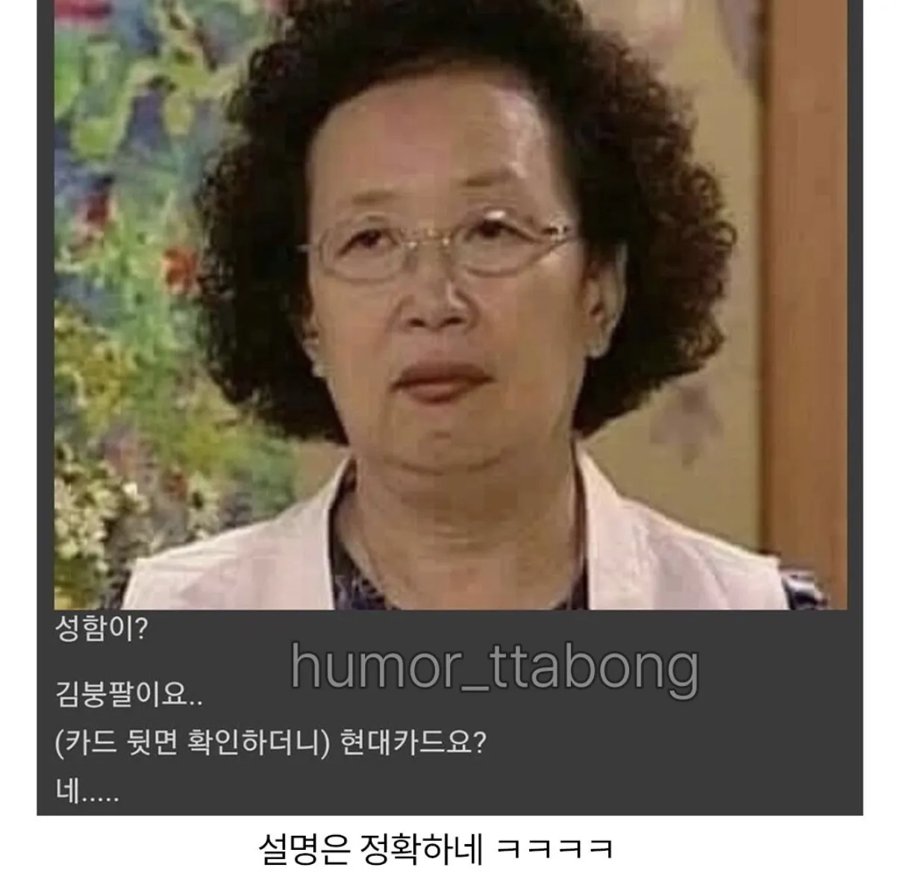 성함이?
humor_ttabong
김붕팔이요..
(카드 뒷면 확인하더니) 현대카드요?
네.....
설명은 정확하네 ㅋㅋㅋㅋ